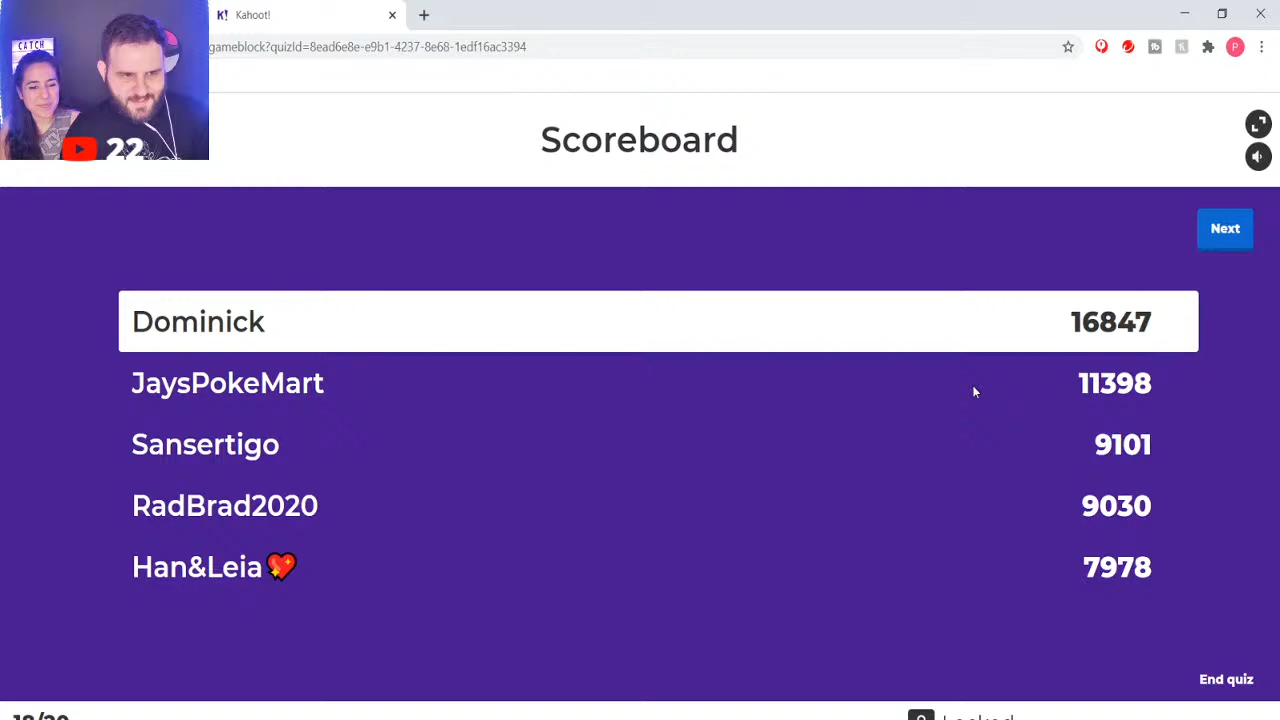 CATCH
22
K! Kahoot!
gameblock?quizId=8ead6e8e-e9b1-4237-8e68-1edf16ac3394
P
Scoreboard
Next
Dominick 16847
JaysPokeMart 11398
Sansertigo 9101
RadBrad2020 9030
Han&Leia💖 7978
End quiz